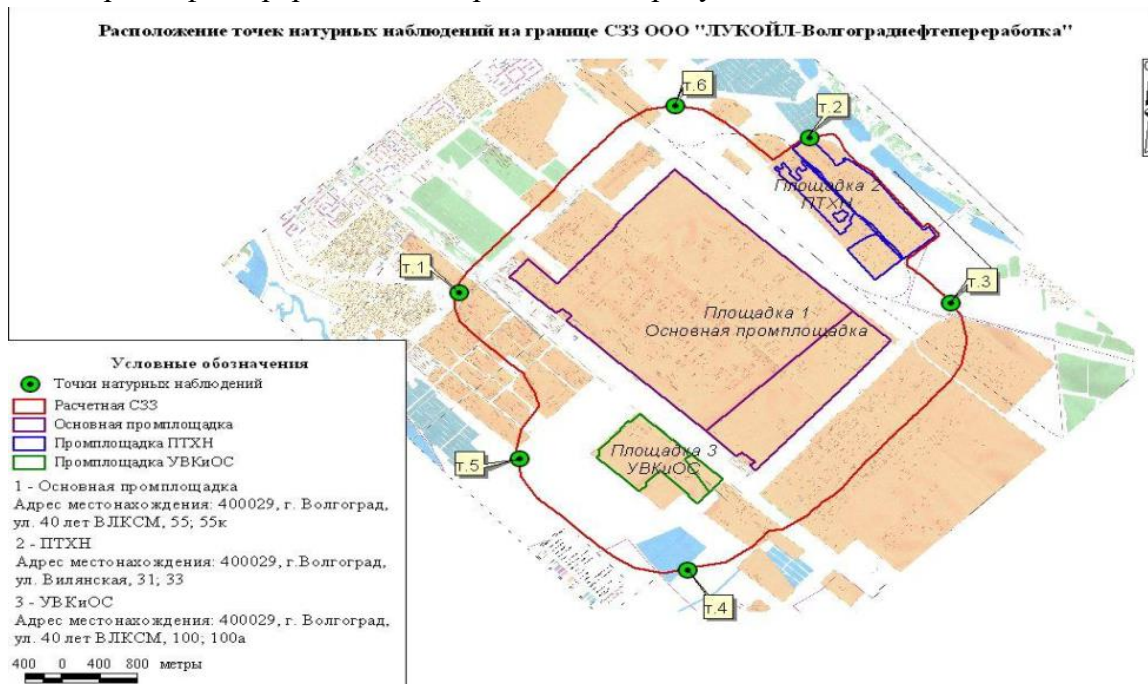 Расположение точек натурных наблюдений на границе СЗЗ ООО "ЛУКОЙЛ-Волгограднефтепереработка"
т.6
т.2
Площадка 2
ПТХН
т.1
т.3
Площадка 1
Основная промплощадка
Площадка 3
УВКиОС
т.5
т.4
Условные обозначения
Точки натурных наблюдений
Расчетная СЗЗ
Основная промплощадка
Промплощадка ПТХН
Промплощадка УВКиОС
1 - Основная промплощадка
Адрес местонахождения: 400029, г. Волгоград,
ул. 40 лет ВЛКСМ, 55; 55к
2 - ПТХН
Адрес местонахождения: 400029, г.Волгоград,
ул. Вилянская, 31; 33
3 - УВКиОС
Адрес местонахождения: 400029, г. Волгоград,
ул. 40 лет ВЛКСМ, 100; 100а
400 0 400 800 метры